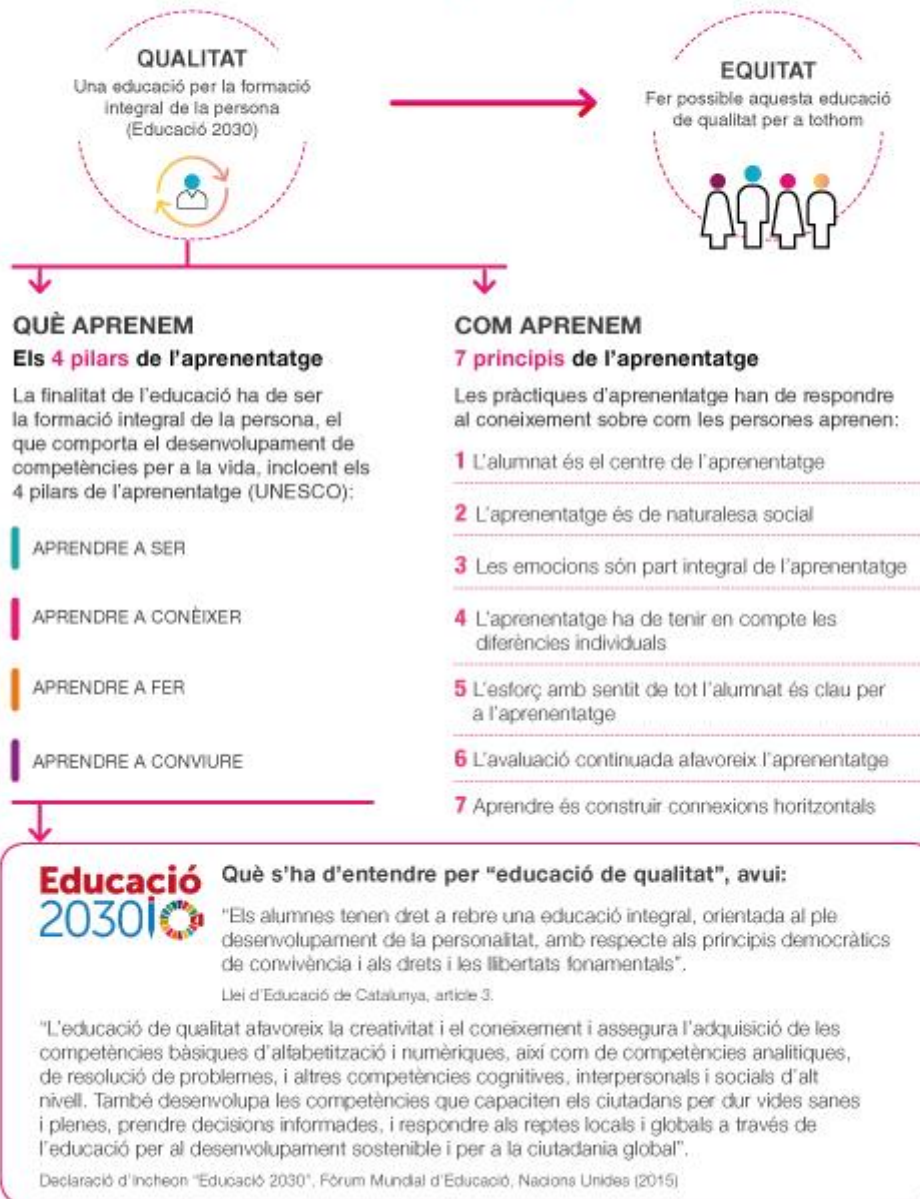 QUALITAT
Una educació per la formació
integral de la persona
(Educació 2030)
EQUITAT
Fer possible aquesta educació
de qualitat per a tothom
QUÈ APRENEM
Els 4 pilars de l'aprenentatge
La finalitat de l'educació ha de ser
la formació integral de la persona, el
que comporta el desenvolupament de
competències per a la vida, incloent els
4 pilars de l'aprenentatge (UNESCO):
APRENDRE A SER
APRENDRE A CONÈIXER
APRENDRE A FER
APRENDRE A CONVIURE
COM APRENEM
7 principis de l'aprenentatge
Les pràctiques d'aprenentatge han de respondre
al coneixement sobre com les persones aprenen:
1 L'alumnat és el centre de l'aprenentatge
2 L'aprenentatge és de naturalesa social
3 Les emocions són part integral de l'aprenentatge
4 L'aprenentatge ha de tenir en compte les
diferències individuals
5 L'esforç amb sentit de tot l'alumnat és clau per
a l'aprenentatge
6 L'avaluació continuada afavoreix l'aprenentatge
7 Aprendre és construir connexions horitzontals
Educació
2030
Què s'ha d'entendre per "educació de qualitat", avui:
"Els alumnes tenen dret a rebre una educació integral, orientada al ple
desenvolupament de la personalitat, amb respecte als principis democràtics
de convivència i als drets i les llibertats fonamentals".
Llei d'Educació de Catalunya, article 3.
"L'educació de qualitat afavoreix la creativitat i el coneixement i assegura l'adquisició de les
competències bàsiques d'alfabetització i numèriques, així com de competències analítiques,
de resolució de problemes, i altres competències cognitives, interpersonals i socials d'alt
nivell. També desenvolupa les competències que capaciten els ciutadans per dur vides sanes
i plenes, prendre decisions informades, i respondre als reptes locals i globals a través de
l'educació per al desenvolupament sostenible i per a la ciutadania global".
Declaració d'Incheon "Educació 2030", Fòrum Mundial d'Educació, Nacions Unides (2015)